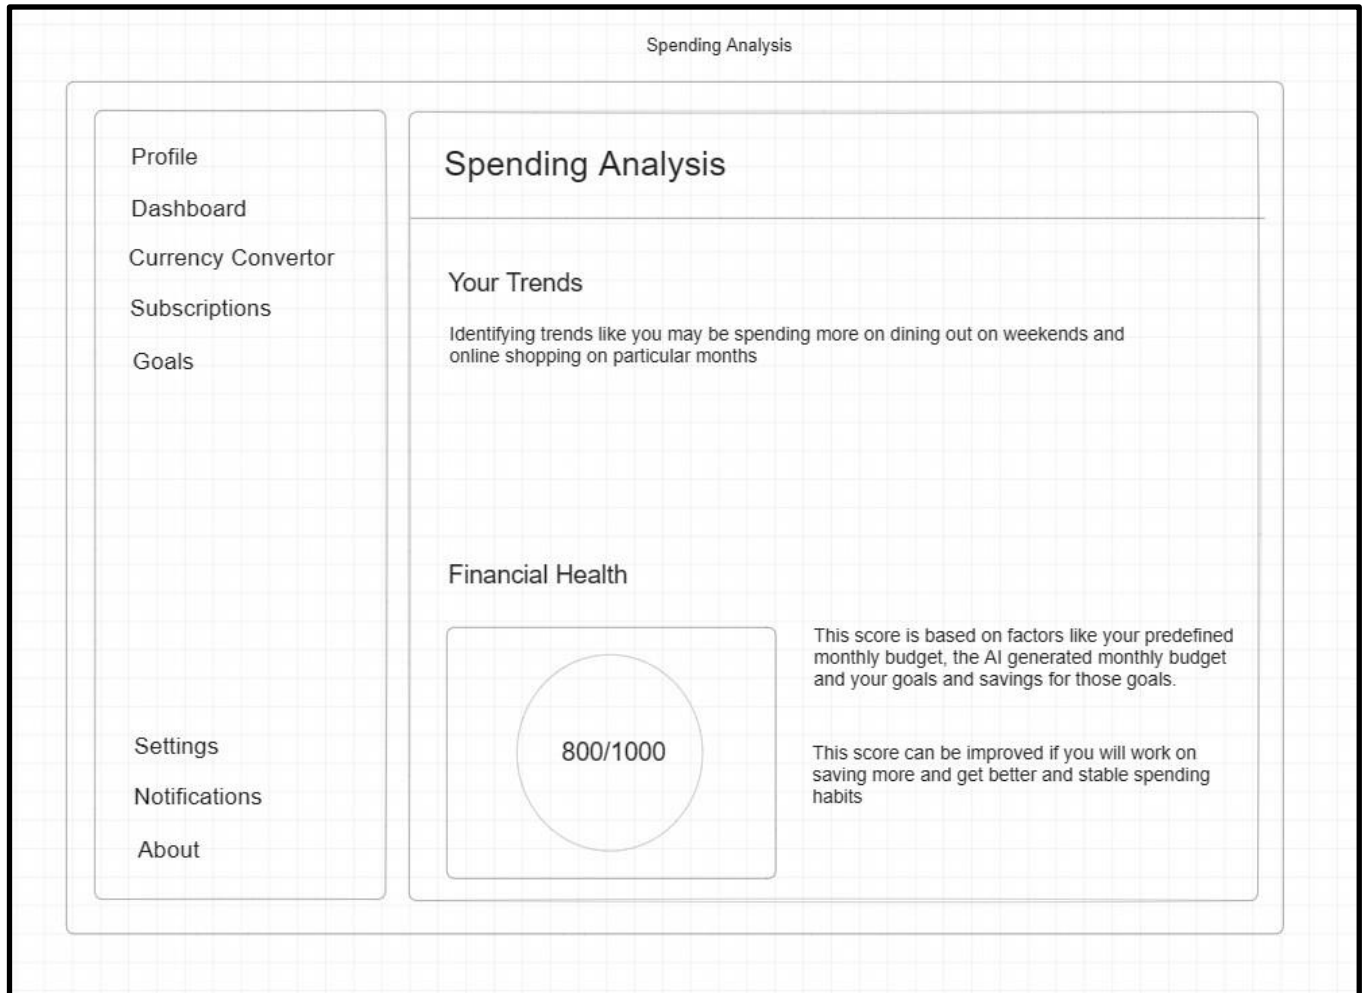 Spending Analysis
Profile
Dashboard
Currency Convertor
Subscriptions
Goals
Settings
Notifications
About
Spending Analysis
Your Trends
Identifying trends like you may be spending more on dining out on weekends and
online shopping on particular months
Financial Health
800/1000
This score is based on factors like your predefined
monthly budget, the AI generated monthly budget
and your goals and savings for those goals.
This score can be improved if you will work on
saving more and get better and stable spending
habits